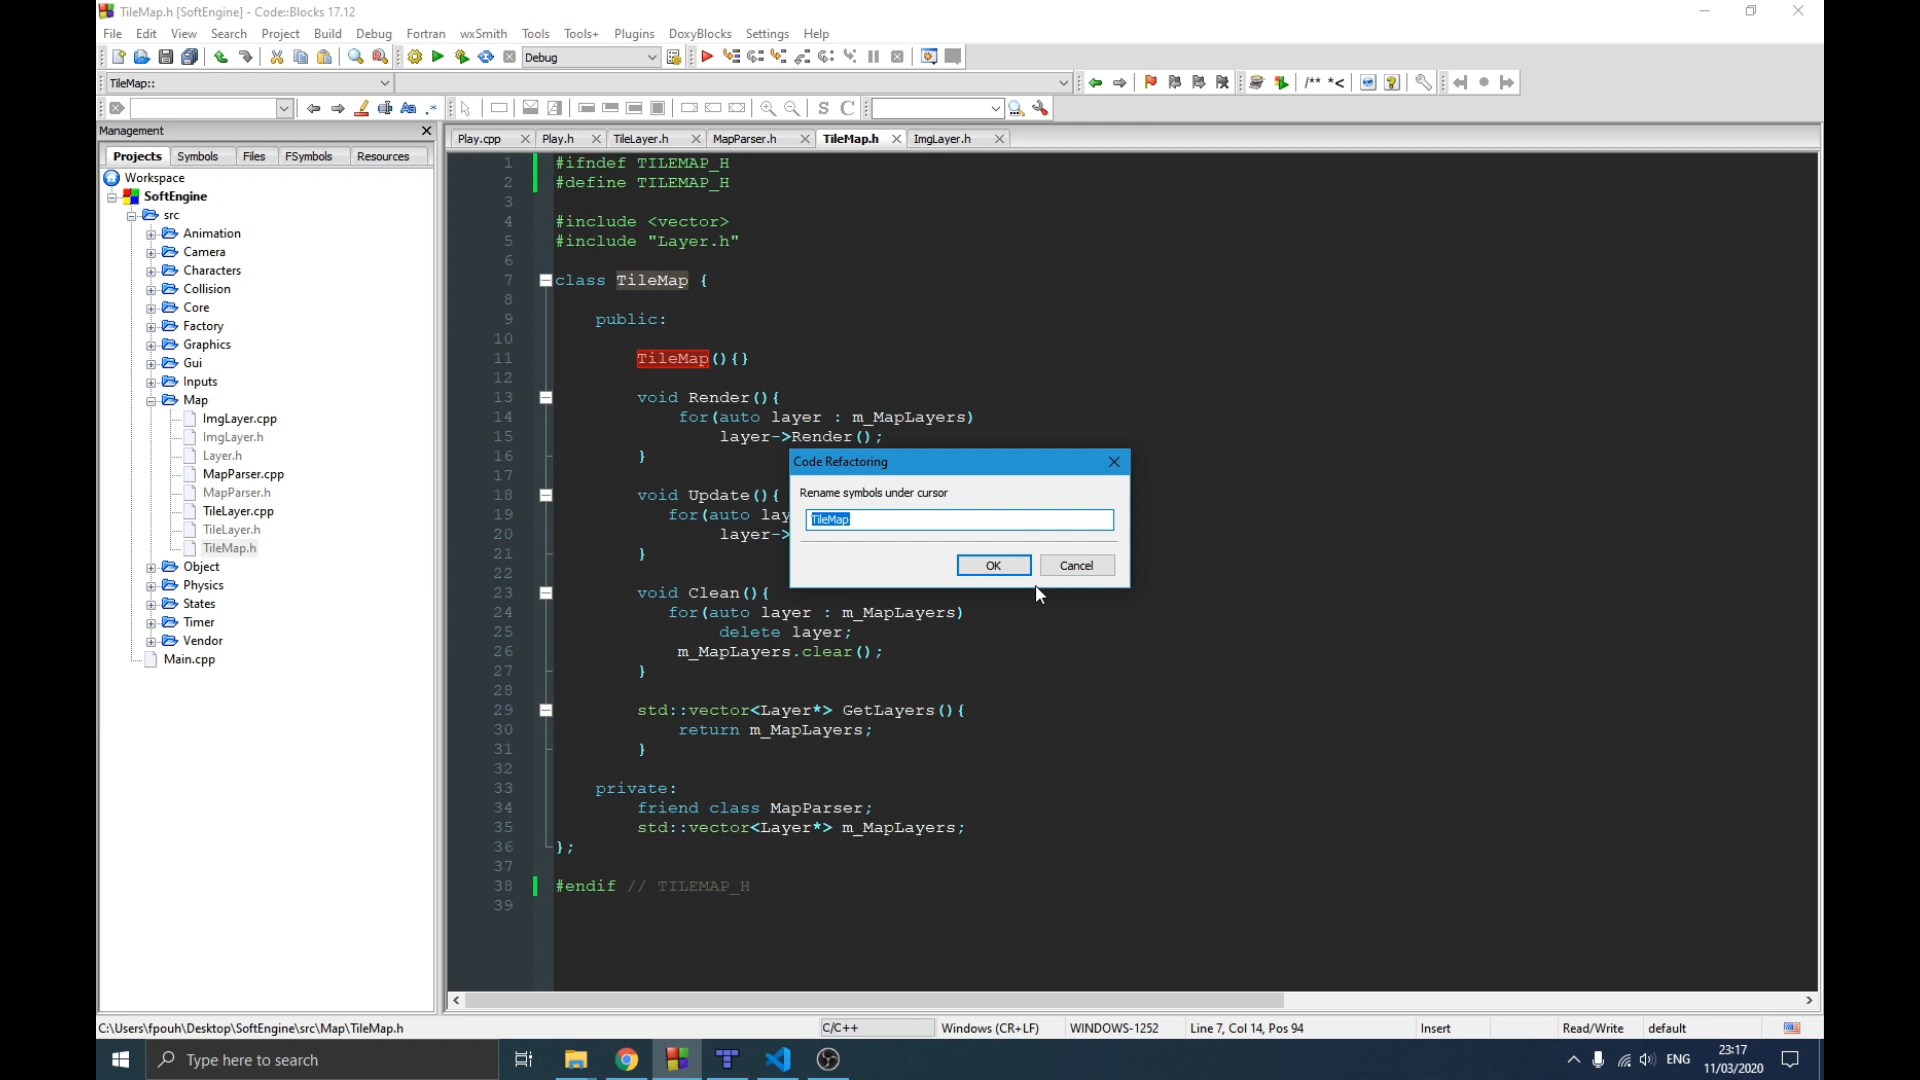 TileMap.h [SoftEngine] - Code::Blocks 17.12
File Edit View Search Project Build Debug Fortran wxSmith Tools Tools+ Plugins DoxyBlocks Settings Help
Debug
TileMap::
/** *<
Aa .*
S C
Management
Projects Symbols Files FSymbols Resources
Play.cpp Play.h TileLayer.h MapParser.h TileMap.h ImgLayer.h
Workspace
SoftEngine
src
Animation
Camera
Characters
Collision
Core
Factory
Graphics
Gui
Inputs
Map
ImgLayer.cpp
ImgLayer.h
Layer.h
MapParser.cpp
MapParser.h
TileLayer.cpp
TileLayer.h
TileMap.h
Object
Physics
States
Timer
Vendor
Main.cpp
1 #ifndef TILEMAP_H
2 #define TILEMAP_H
3
4 #include <vector>
5 #include "Layer.h"
6
7 class TileMap {
8
9 public:
10
11 TileMap(){}
12
13 void Render(){
14 for(auto layer : m_MapLayers)
15 layer->Render();
16 }
17
18 void Update(){
19 for(auto lay
20 layer->
21 }
22
23 void Clean(){
24 for(auto layer : m_MapLayers)
25 delete layer;
26 m_MapLayers.clear();
27 }
28
29 std::vector<Layer*> GetLayers(){
30 return m_MapLayers;
31 }
32
33 private:
34 friend class MapParser;
35 std::vector<Layer*> m_MapLayers;
36 };
37
38 #endif // TILEMAP_H
39
Code Refactoring
Rename symbols under cursor
TileMap
OK Cancel
C:\Users\fpouh\Desktop\SoftEngine\src\Map\TileMap.h C/C++ Windows (CR+LF) WINDOWS-1252 Line 7, Col 14, Pos 94 Insert Read/Write default
Type here to search
ENG
23:17
11/03/2020